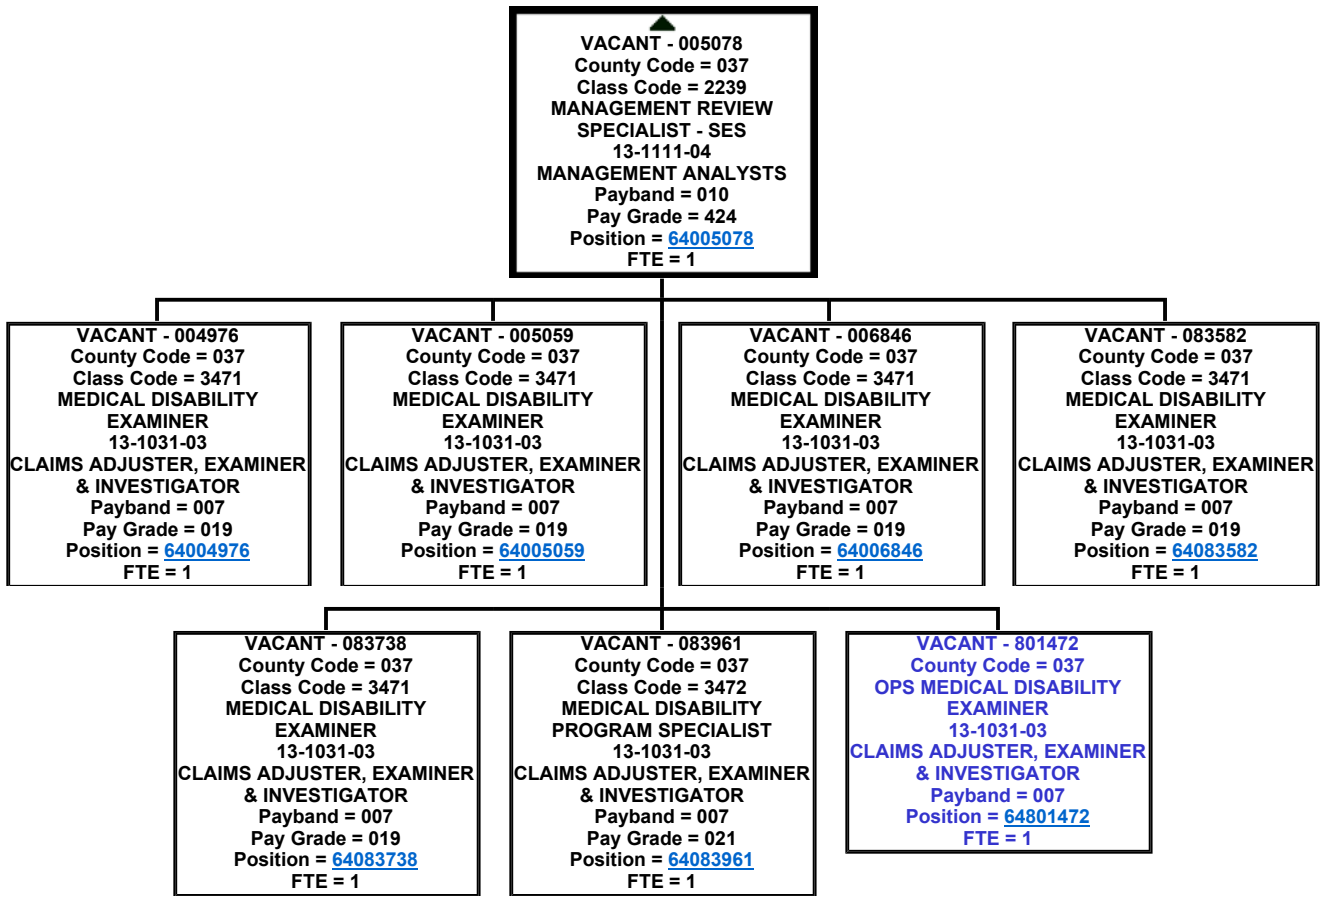 VACANT - 005078
County Code = 037
Class Code = 2239
MANAGEMENT REVIEW
SPECIALIST - SES
13-1111-04
MANAGEMENT ANALYSTS
Payband = 010
Pay Grade = 424
Position = 64005078
FTE = 1
VACANT - 004976
County Code = 037
Class Code = 3471
MEDICAL DISABILITY
EXAMINER
13-1031-03
CLAIMS ADJUSTER, EXAMINER
& INVESTIGATOR
Payband = 007
Pay Grade = 019
Position = 64004976
FTE = 1
VACANT - 005059
County Code = 037
Class Code = 3471
MEDICAL DISABILITY
EXAMINER
13-1031-03
CLAIMS ADJUSTER, EXAMINER
& INVESTIGATOR
Payband = 007
Pay Grade = 019
Position = 64005059
FTE = 1
VACANT - 006846
County Code = 037
Class Code = 3471
MEDICAL DISABILITY
EXAMINER
13-1031-03
CLAIMS ADJUSTER, EXAMINER
& INVESTIGATOR
Payband = 007
Pay Grade = 019
Position = 64006846
FTE = 1
VACANT - 083582
County Code = 037
Class Code = 3471
MEDICAL DISABILITY
EXAMINER
13-1031-03
CLAIMS ADJUSTER, EXAMINER
& INVESTIGATOR
Payband = 007
Pay Grade = 019
Position = 64083582
FTE = 1
VACANT - 083738
County Code = 037
Class Code = 3471
MEDICAL DISABILITY
EXAMINER
13-1031-03
CLAIMS ADJUSTER, EXAMINER
& INVESTIGATOR
Payband = 007
Pay Grade = 019
Position = 64083738
FTE = 1
VACANT - 083961
County Code = 037
Class Code = 3472
MEDICAL DISABILITY
PROGRAM SPECIALIST
13-1031-03
CLAIMS ADJUSTER, EXAMINER
& INVESTIGATOR
Payband = 007
Pay Grade = 021
Position = 64083961
FTE = 1
VACANT - 801472
County Code = 037
OPS MEDICAL DISABILITY
EXAMINER
13-1031-03
CLAIMS ADJUSTER, EXAMINER
& INVESTIGATOR
Payband = 007
Position = 64801472
FTE = 1